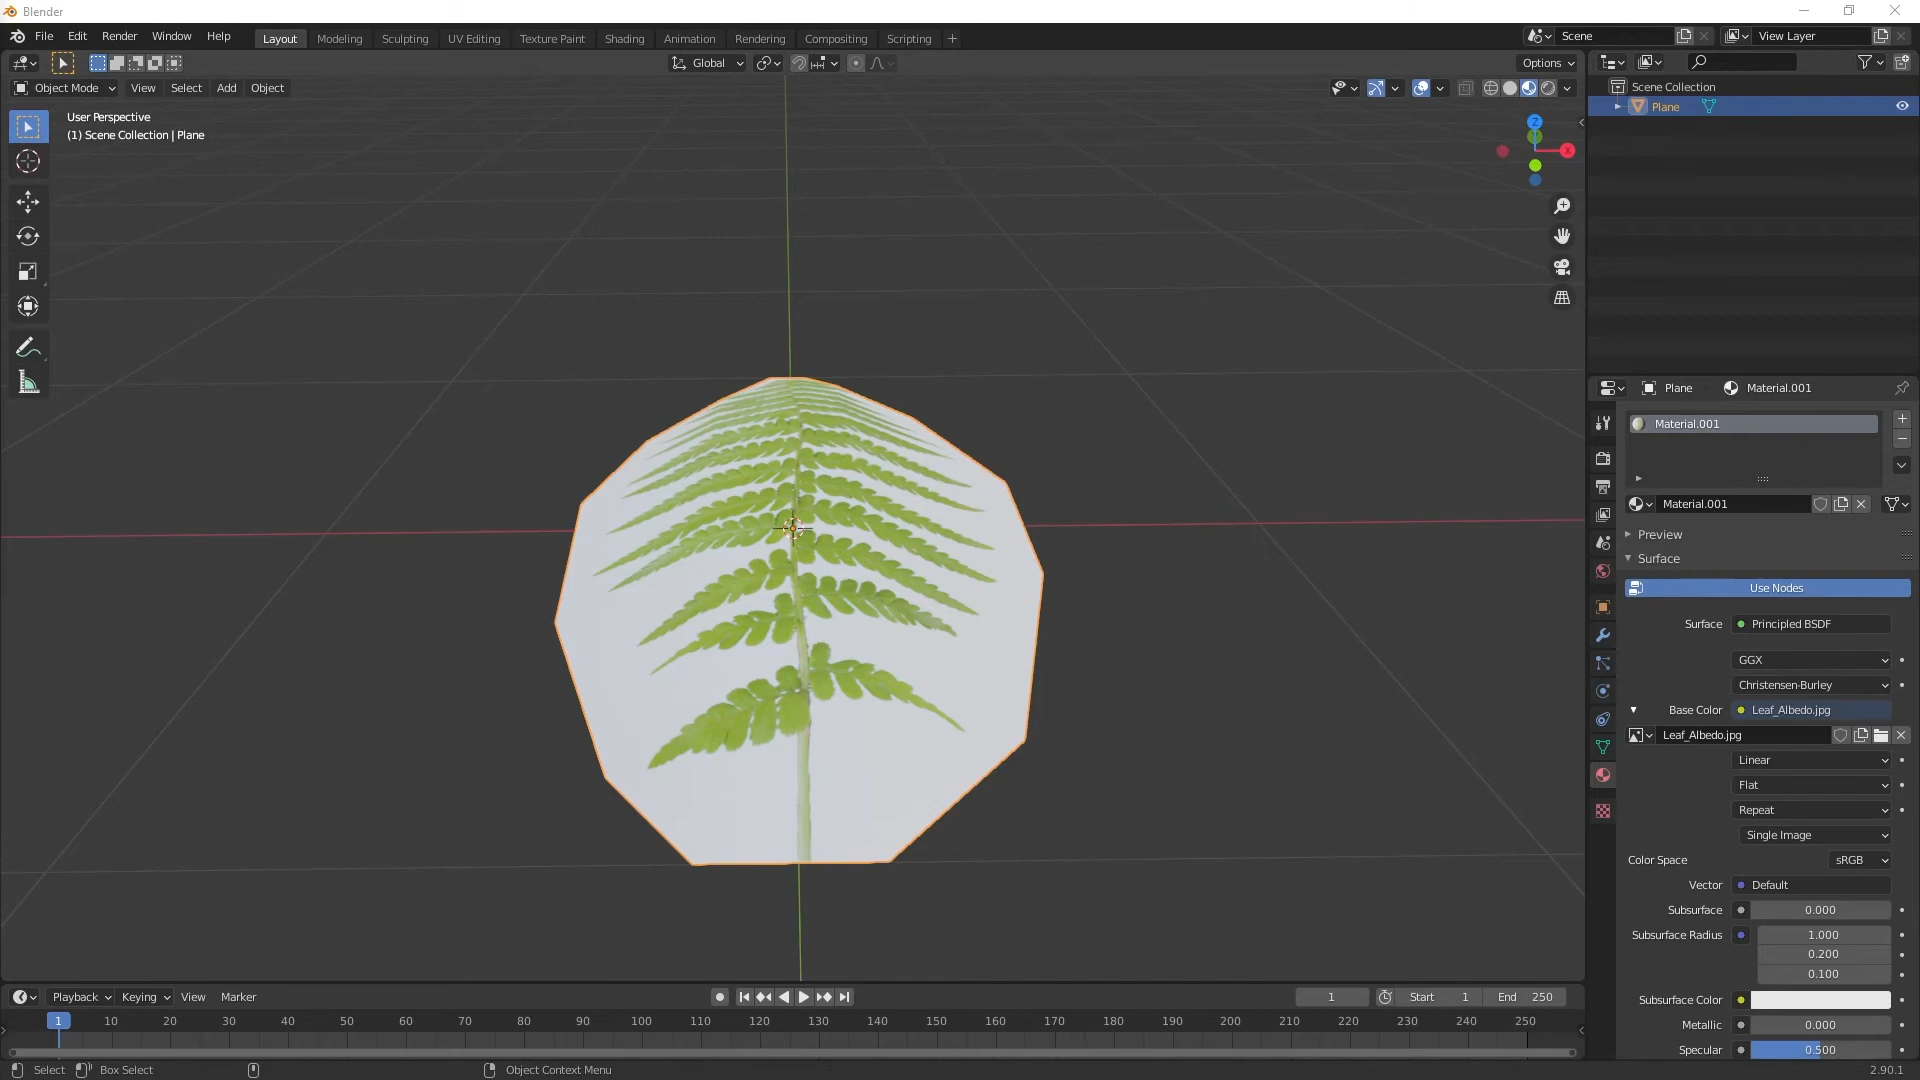 Blender
File Edit Render Window Help
Layout Modeling Sculpting UV Editing Texture Paint Shading Animation Rendering Compositing Scripting +
Scene
View Layer
Global
Options
Object Mode View Select Add Object
User Perspective
(1) Scene Collection | Plane
Z
X
Scene Collection
Plane
Plane Material.001
Material.001
Material.001
Preview
Surface
Use Nodes
Surface Principled BSDF
GGX
Christensen-Burley
Base Color Leaf_Albedo.jpg
Leaf_Albedo.jpg
Linear
Flat
Repeat
Single Image
Color Space sRGB
Vector Default
Subsurface 0.000
Subsurface Radius 1.000
0.200
0.100
Subsurface Color
Metallic 0.000
Specular 0.500
Playback Keying View Marker
1 Start 1 End 250
1 10 20 30 40 50 60 70 80 90 100 110 120 130 140 150 160 170 180 190 200 210 220 230 240 250
Select Box Select Object Context Menu 2.90.1